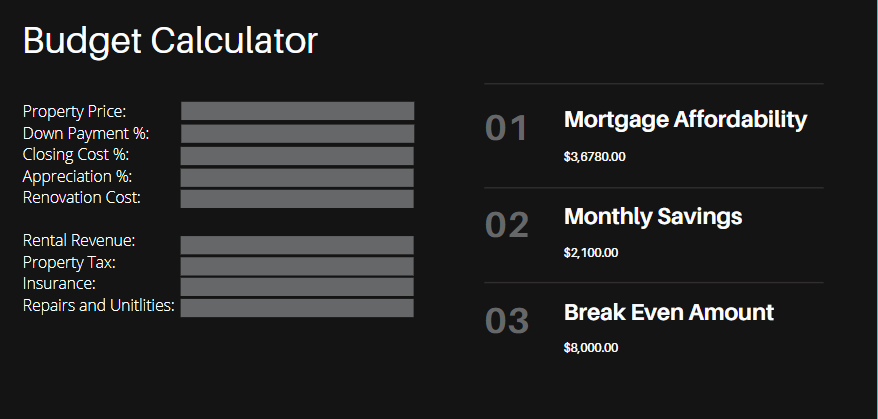 Budget Calculator
Property Price:
Down Payment %:
Closing Cost %:
Appreciation %:
Renovation Cost:
Rental Revenue:
Property Tax:
Insurance:
Repairs and Unitlities:
01
Mortgage Affordability
$3,6780.00
02
Monthly Savings
$2,100.00
03
Break Even Amount
$8,000.00